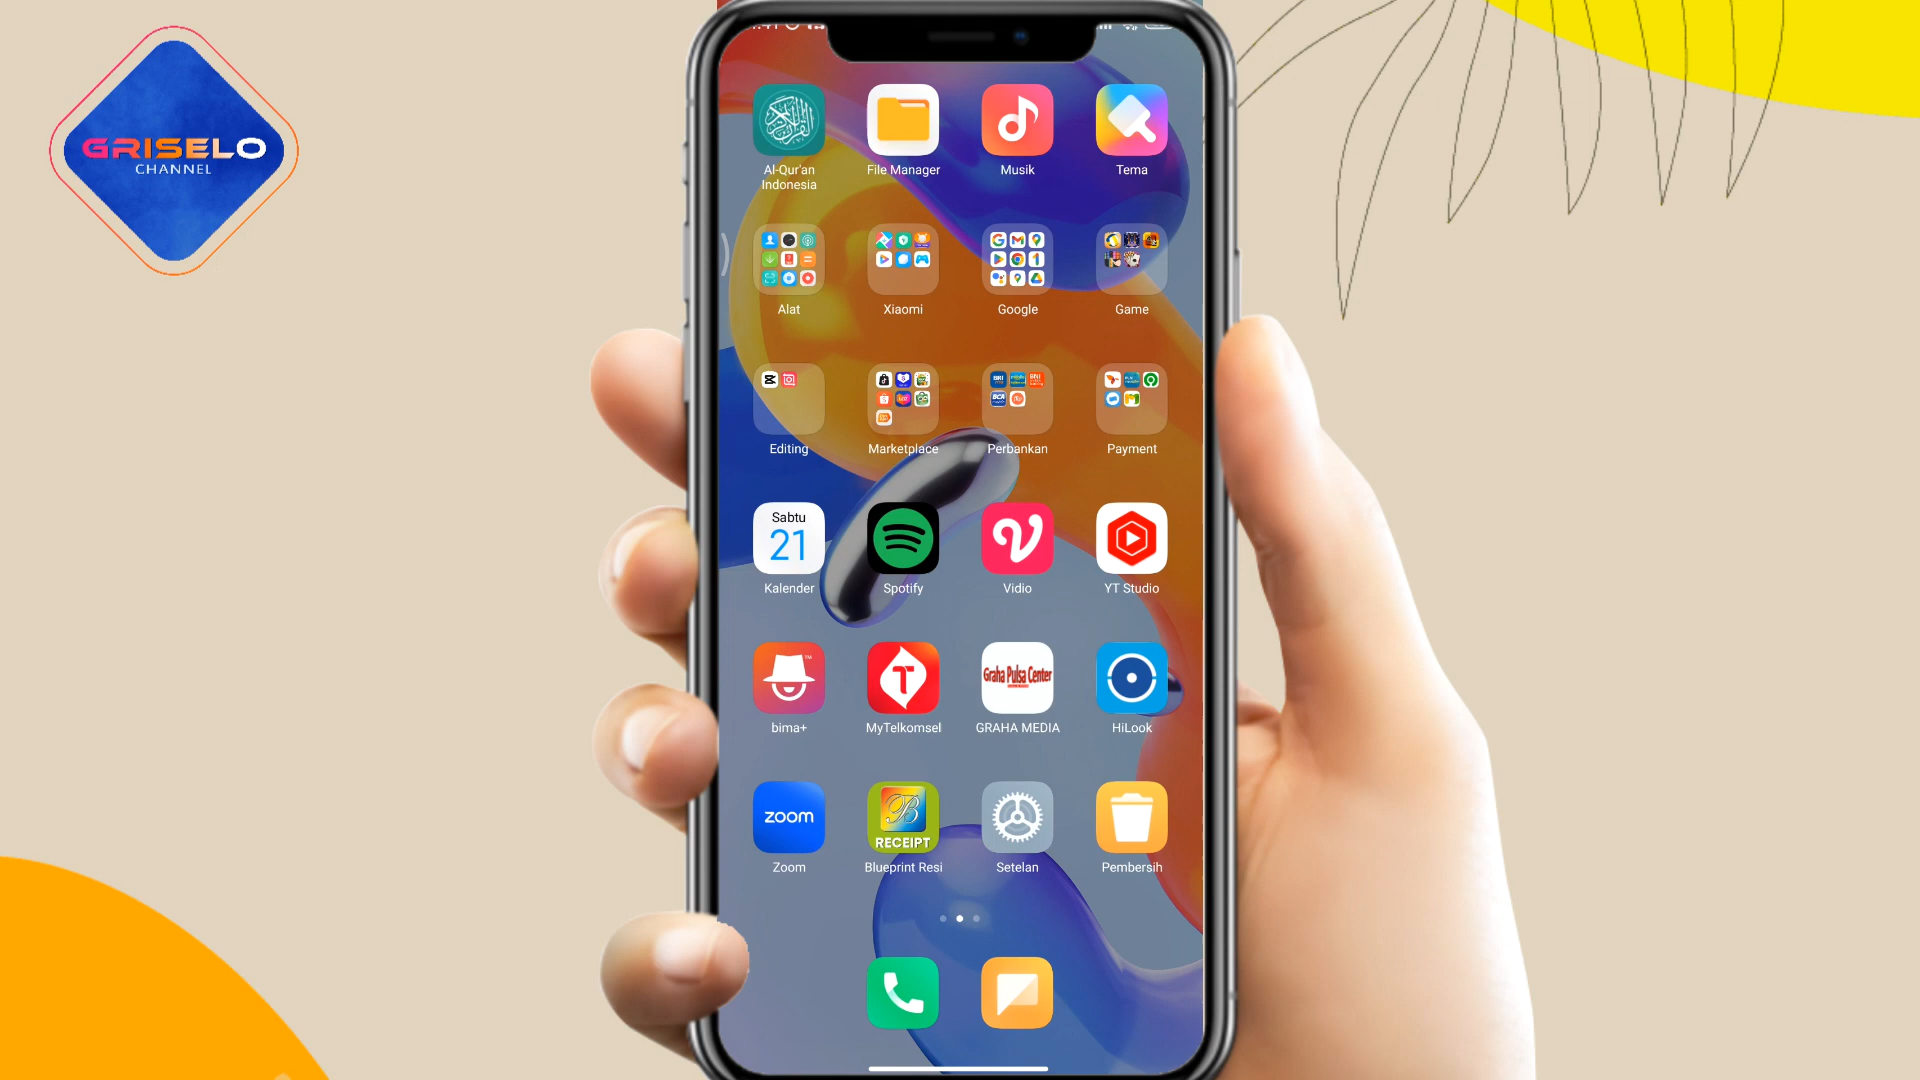 GRISELO
CHANNEL
Al-Qur'an
Indonesia
File Manager
Musik
Tema
Alat
Xiaomi
Google
Game
Editing
Marketplace
Perbankan
Payment
Sabtu
21
Kalender
Spotify
Vidio
YT Studio
Graha Pulsa Center
bima+
MyTelkomsel
GRAHA MEDIA
HiLook
zoom
B
RECEIPT
Zoom
Blueprint Resi
Setelan
Pembersih